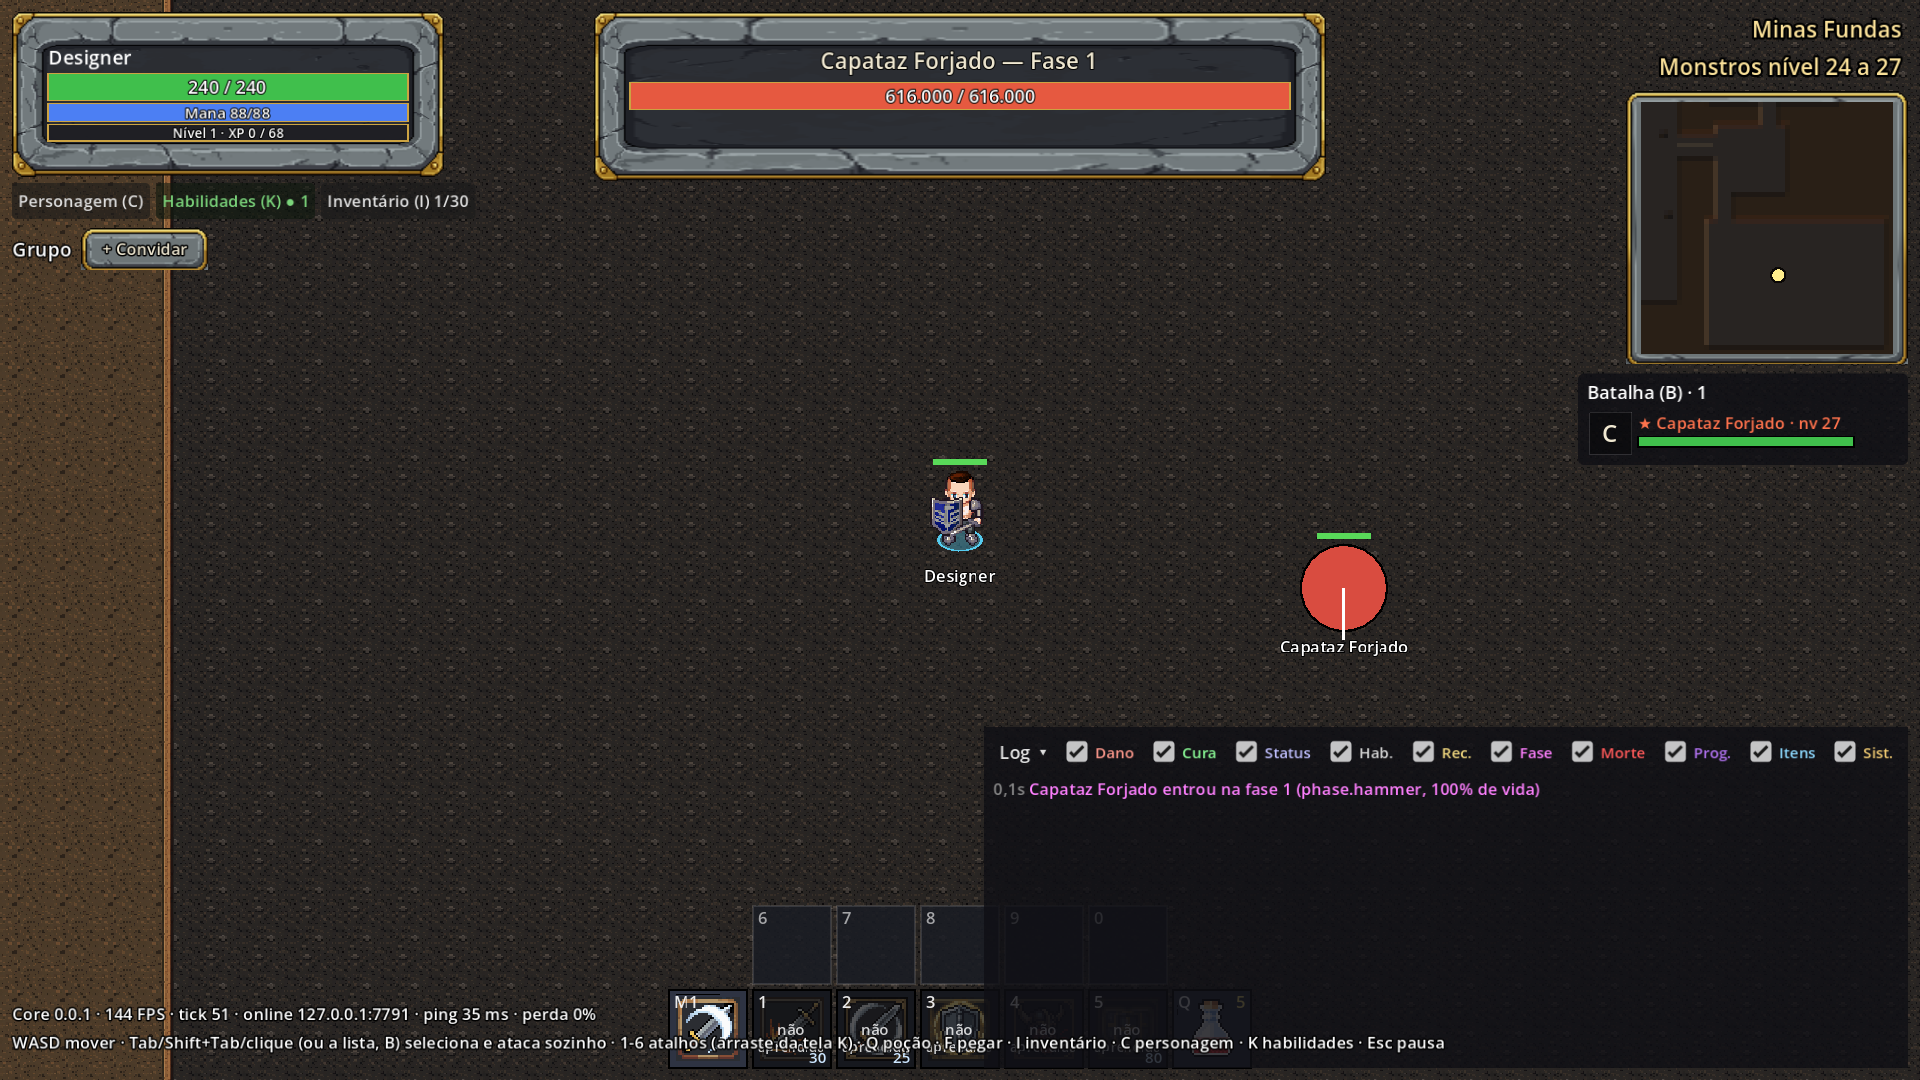 Designer
240 / 240
Mana 88/88
Nível 1 · XP 0 / 68
Capataz Forjado — Fase 1
616.000 / 616.000
Minas Fundas
Monstros nível 24 a 27
Personagem (C)
Habilidades (K) ● 1
Inventário (I) 1/30
Grupo
+ Convidar
Batalha (B) · 1
C
★ Capataz Forjado · nv 27
Designer
Capataz Forjado
Log ▾
Dano
Cura
Status
Hab.
Rec.
Fase
Morte
Prog.
Itens
Sist.
0,1s Capataz Forjado entrou na fase 1 (phase.hammer, 100% de vida)
6
7
8
9
0
M1
1
2
3
4
5
Q
5
não
não
não
não
não
30
25
80
Core 0.0.1 · 144 FPS · tick 51 · online 127.0.0.1:7791 · ping 35 ms · perda 0%
WASD mover · Tab/Shift+Tab/clique (ou a lista, B) seleciona e ataca sozinho · 1-6 atalhos (arraste da tela K) · Q poção · F pegar · I inventário · C personagem · K habilidades · Esc pausa